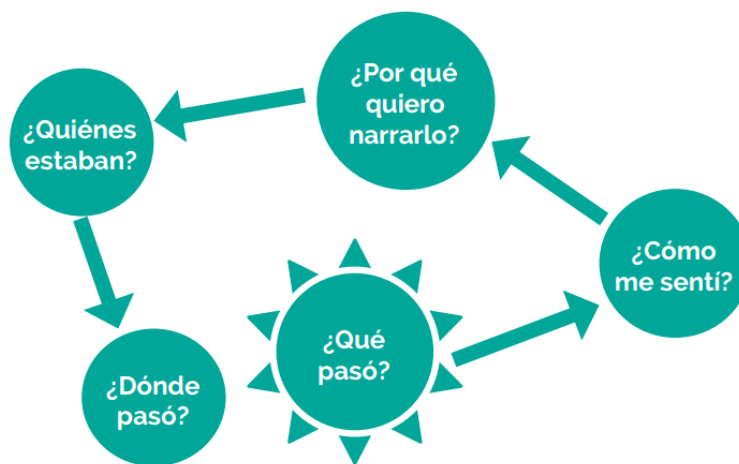 ¿Por qué
quiero
narrarlo?
¿Quiénes
estaban?
¿Cómo
me sentí?
¿Qué
pasó?
¿Dónde
pasó?